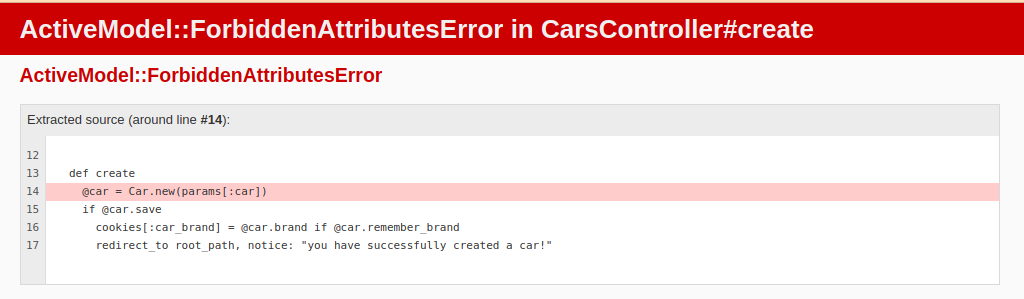 ActiveModel::ForbiddenAttributesError in CarsController#create
ActiveModel::ForbiddenAttributesError
Extracted source (around line #14):
12
13 def create
14 @car = Car.new(params[:car])
15 if @car.save
16 cookies[:car_brand] = @car.brand if @car.remember_brand
17 redirect_to root_path, notice: "you have successfully created a car!"